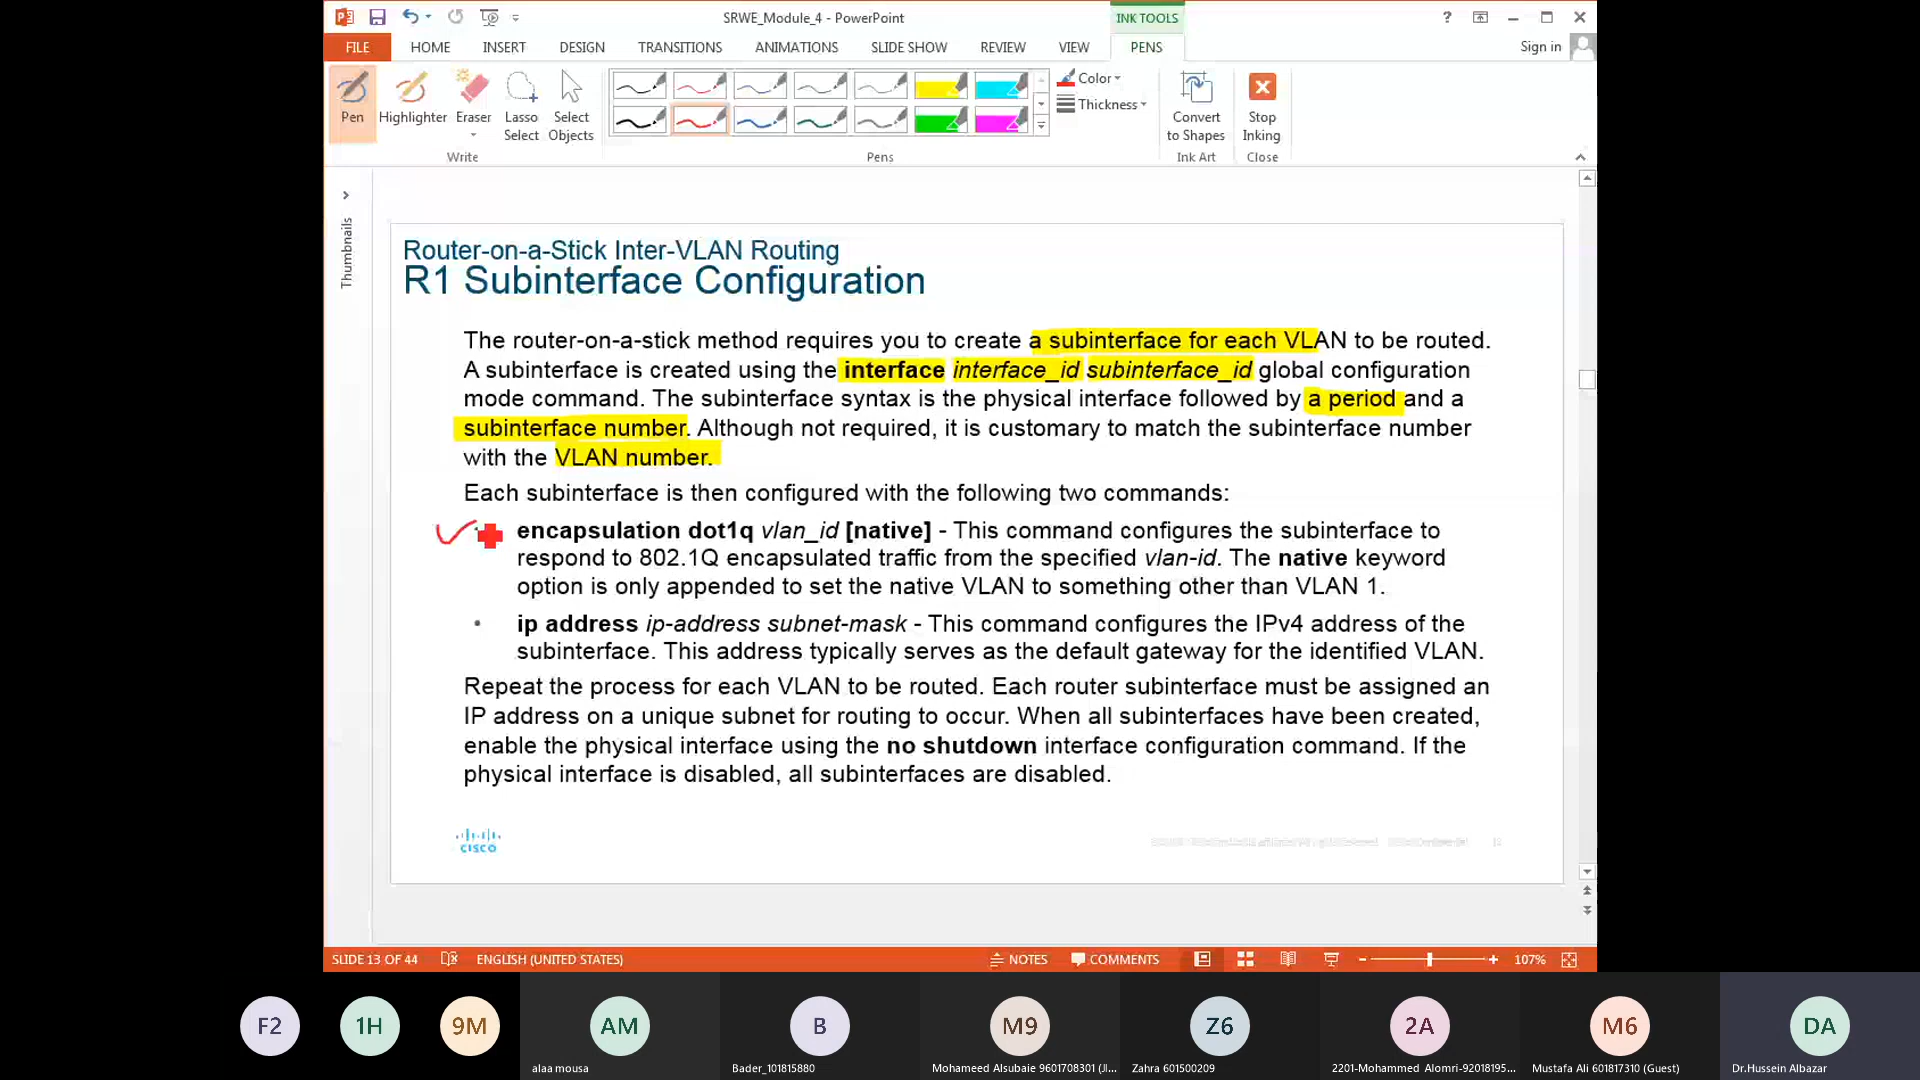 SRWE_Module_4 - PowerPoint
INK TOOLS
?
FILE
HOME
INSERT
DESIGN
TRANSITIONS
ANIMATIONS
SLIDE SHOW
REVIEW
VIEW
PENS
Sign in
Pen
Highlighter
Eraser
Lasso
Select
Select
Objects
Color
Thickness
Convert
to Shapes
Stop
Inking
Write
Pens
Ink Art
Close
Thumbnails
Router-on-a-Stick Inter-VLAN Routing
R1 Subinterface Configuration
The router-on-a-stick method requires you to create a subinterface for each VLAN to be routed.
A subinterface is created using the interface interface_id subinterface_id global configuration
mode command. The subinterface syntax is the physical interface followed by a period and a
subinterface number. Although not required, it is customary to match the subinterface number
with the VLAN number.
Each subinterface is then configured with the following two commands:
encapsulation dot1q vlan_id [native] - This command configures the subinterface to
respond to 802.1Q encapsulated traffic from the specified vlan-id. The native keyword
option is only appended to set the native VLAN to something other than VLAN 1.
• ip address ip-address subnet-mask - This command configures the IPv4 address of the
subinterface. This address typically serves as the default gateway for the identified VLAN.
Repeat the process for each VLAN to be routed. Each router subinterface must be assigned an
IP address on a unique subnet for routing to occur. When all subinterfaces have been created,
enable the physical interface using the no shutdown interface configuration command. If the
physical interface is disabled, all subinterfaces are disabled.
CISCO
SLIDE 13 OF 44
ENGLISH (UNITED STATES)
NOTES
COMMENTS
107%
F2
1H
9M
AM
B
M9
Z6
2A
M6
DA
alaa mousa
Bader_101815880
Mohameed Alsubaie 9601708301 (JI...
Zahra 601500209
2201-Mohammed Alomri-92018195...
Mustafa Ali 601817310 (Guest)
Dr.Hussein Albazar